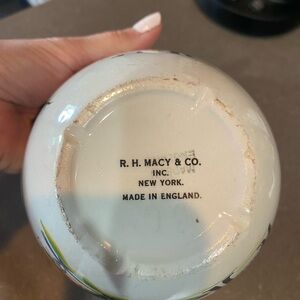 R. H. MACY & CO.
INC.
NEW YORK.
MADE IN ENGLAND.